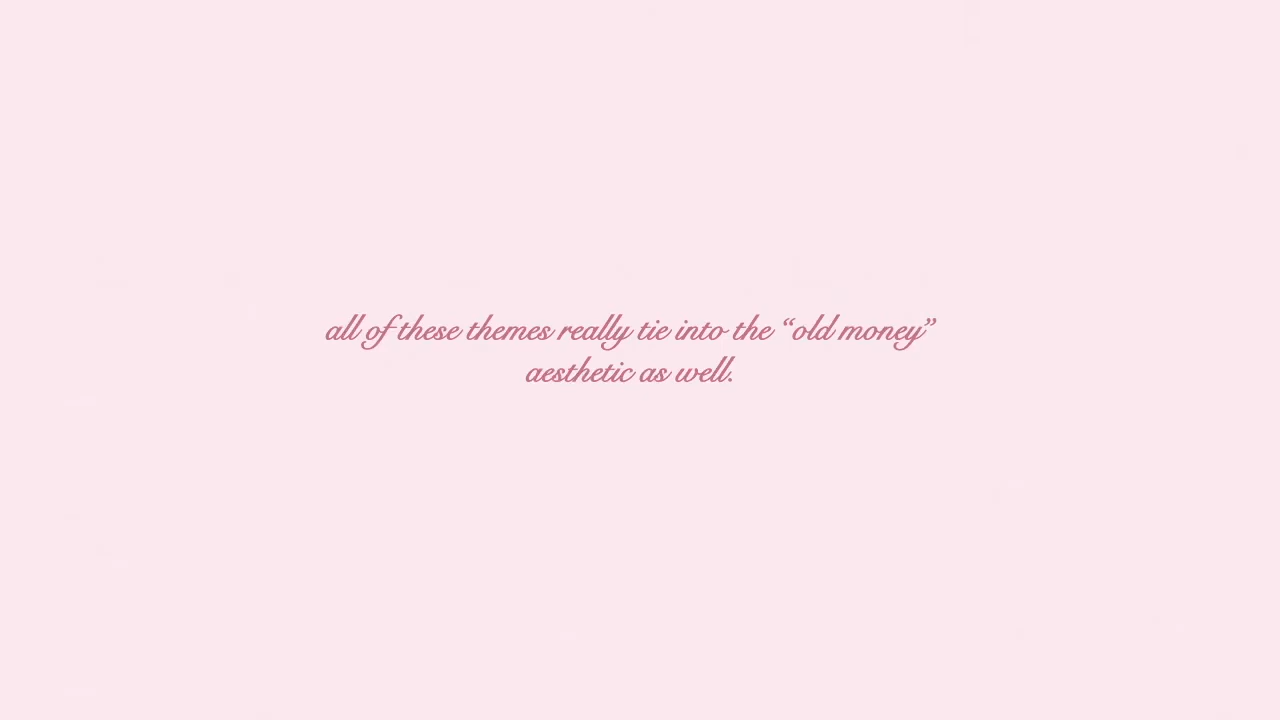 all of these themes really tie into the “old money”
aesthetic as well.